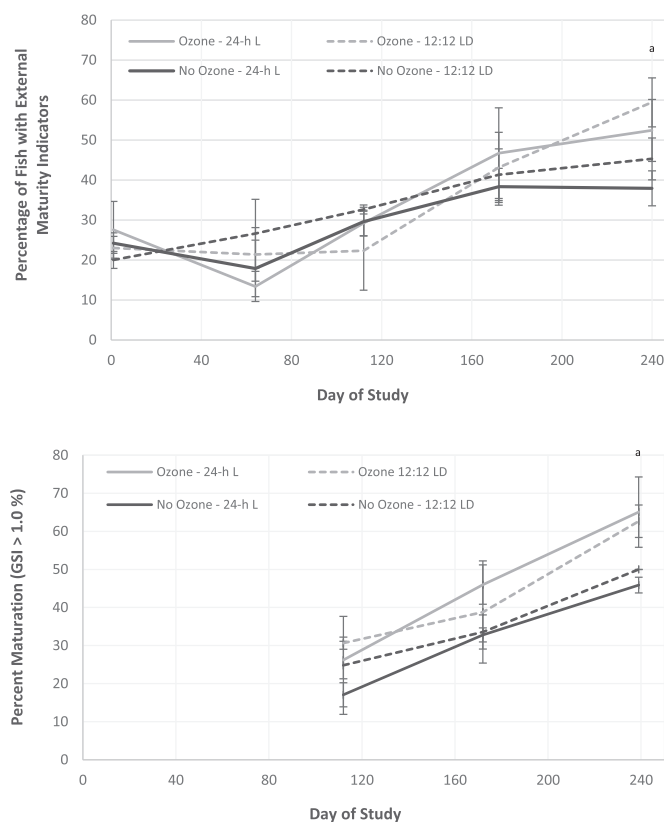 80
70
60
50
40
30
20
10
0
Percentage of Fish with External
Maturity Indicators
Ozone - 24-h L
Ozone - 12:12 LD
No Ozone - 24-h L
No Ozone - 12:12 LD
a
0 40 80 120 160 200 240
Day of Study
80
70
60
50
40
30
20
10
0
Percent Maturation (GSI > 1.0 %)
Ozone - 24-h L
Ozone 12:12 LD
No Ozone - 24-h L
No Ozone - 12:12 LD
a
0 40 80 120 160 200 240
Day of Study